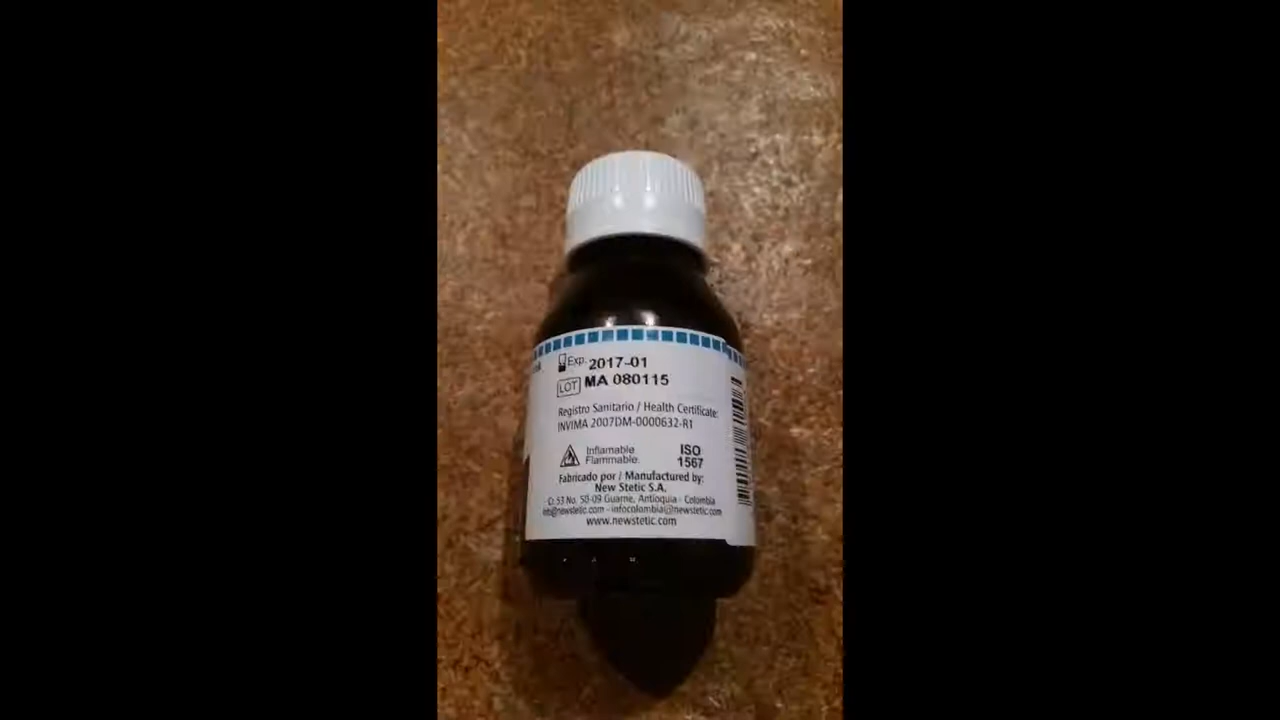 Exp. 2017-01
LOT MA 080115
Registro Sanitario / Health Certificate:
INVIMA 2007DM-0000632-R1
Inflamable
Flammable.
ISO
1567
Fabricado por / Manufactured by:
New Stetic S.A.
Cr. 53 No. 50-09 Guarne, Antioquia - Colombia
info@newstetic.com - infocolombia@newstetic.com
www.newstetic.com